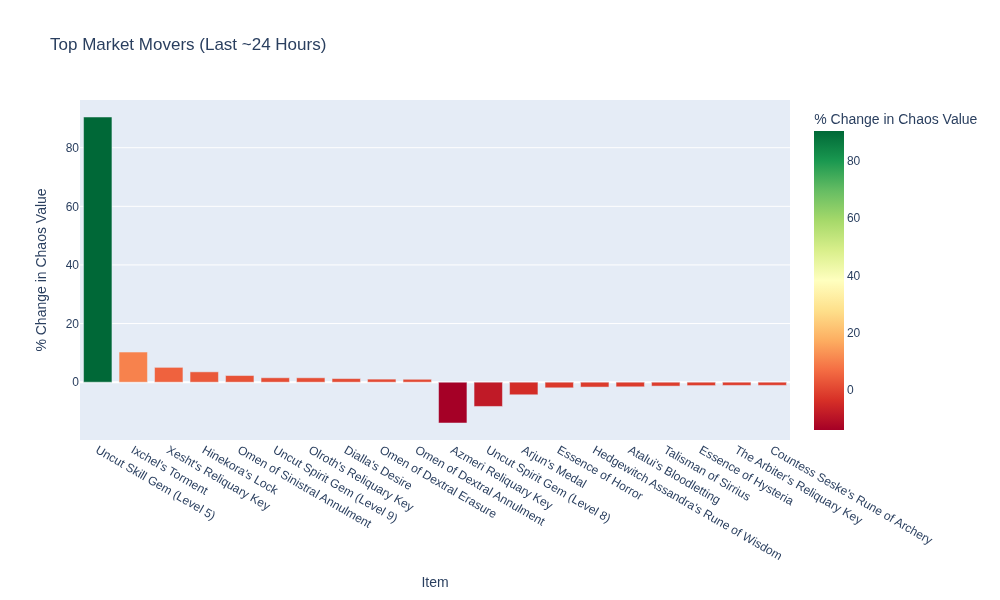 Top Market Movers (Last ~24 Hours)
% Change in Chaos Value
80
60
40
20
0
Uncut Skill Gem (Level 5)
Ixchel's Torment
Xesht's Reliquary Key
Hinekora's Lock
Omen of Sinistral Annulment
Uncut Spirit Gem (Level 9)
Olroth's Reliquary Key
Dialla's Desire
Omen of Dextral Erasure
Omen of Dextral Annulment
Azmeri Reliquary Key
Uncut Spirit Gem (Level 8)
Arjun's Medal
Essence of Horror
Hedgewitch Assandra's Rune of Wisdom
Atalui's Bloodletting
Talisman of Sirrius
Essence of Hysteria
The Arbiter's Reliquary Key
Countess Seske's Rune of Archery
Item
% Change in Chaos Value
80
60
40
20
0